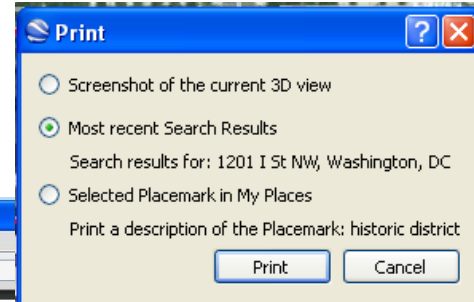 Print
Screenshot of the current 3D view
Most recent Search Results
Search results for: 1201 I St NW, Washington, DC
Selected Placemark in My Places
Print a description of the Placemark: historic district
Print
Cancel